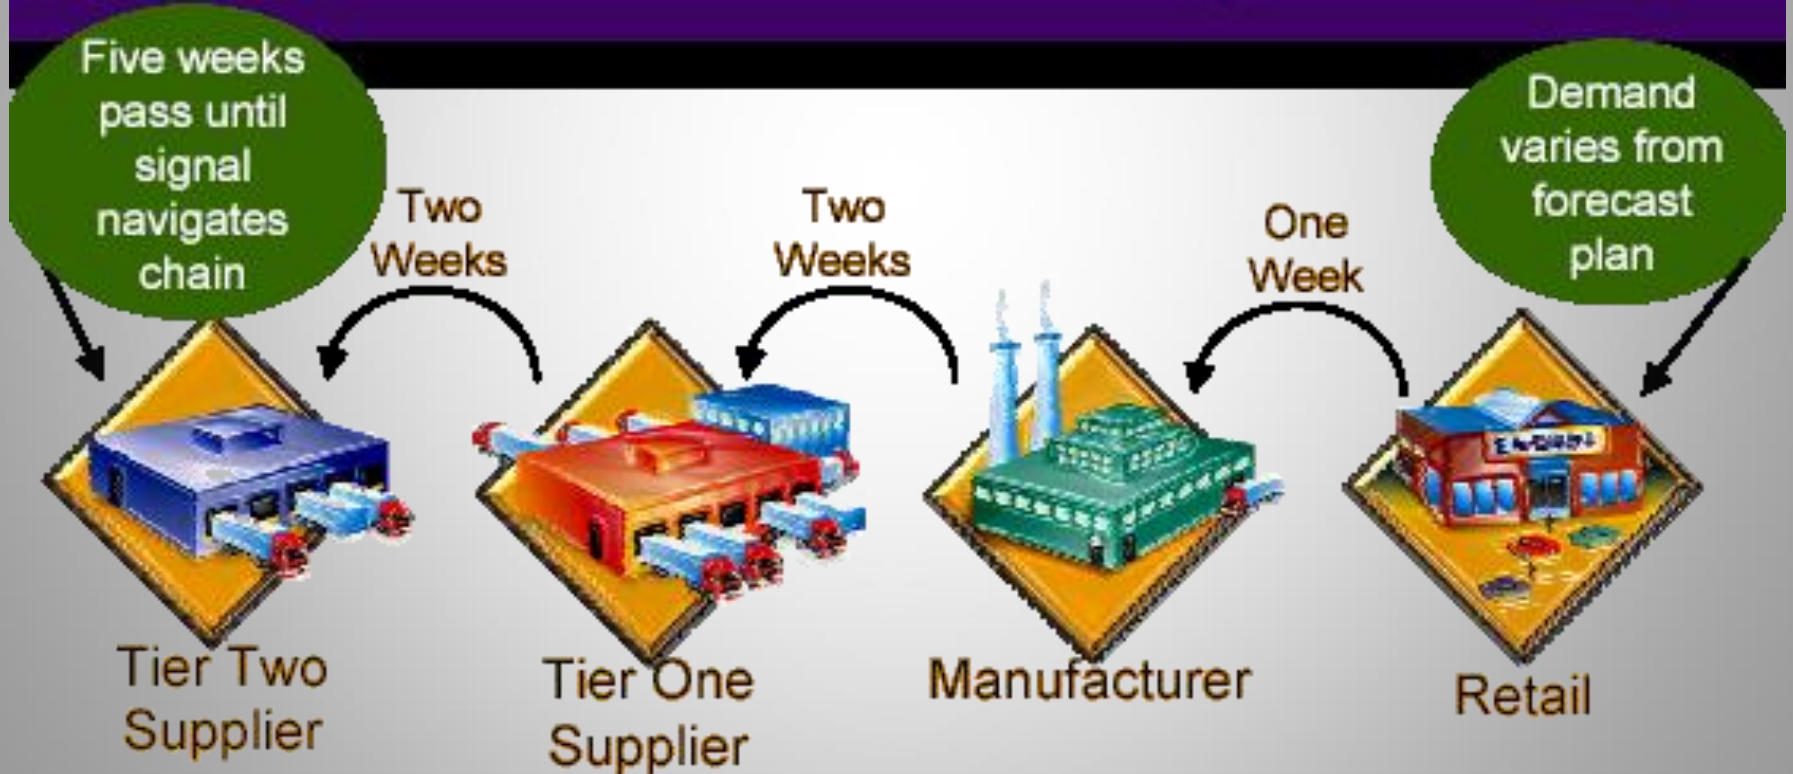 Five weeks
pass until
signal
navigates
chain
Two
Weeks
Two
Weeks
One
Week
Demand
varies from
forecast
plan
Tier Two
Supplier
Tier One
Supplier
Manufacturer
Retail